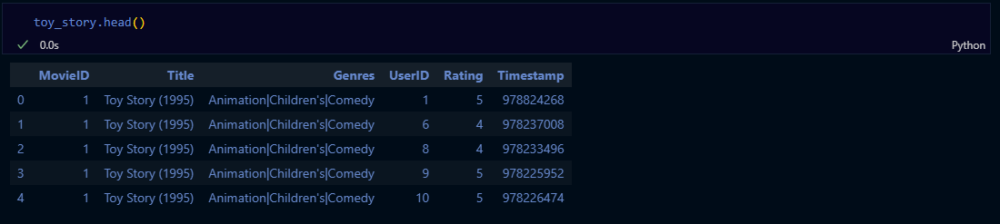 toy_story.head()
0.0s
Python
MovieID Title Genres UserID Rating Timestamp
0 1 Toy Story (1995) Animation|Children's|Comedy 1 5 978824268
1 1 Toy Story (1995) Animation|Children's|Comedy 6 4 978237008
2 1 Toy Story (1995) Animation|Children's|Comedy 8 4 978233496
3 1 Toy Story (1995) Animation|Children's|Comedy 9 5 978225952
4 1 Toy Story (1995) Animation|Children's|Comedy 10 5 978226474